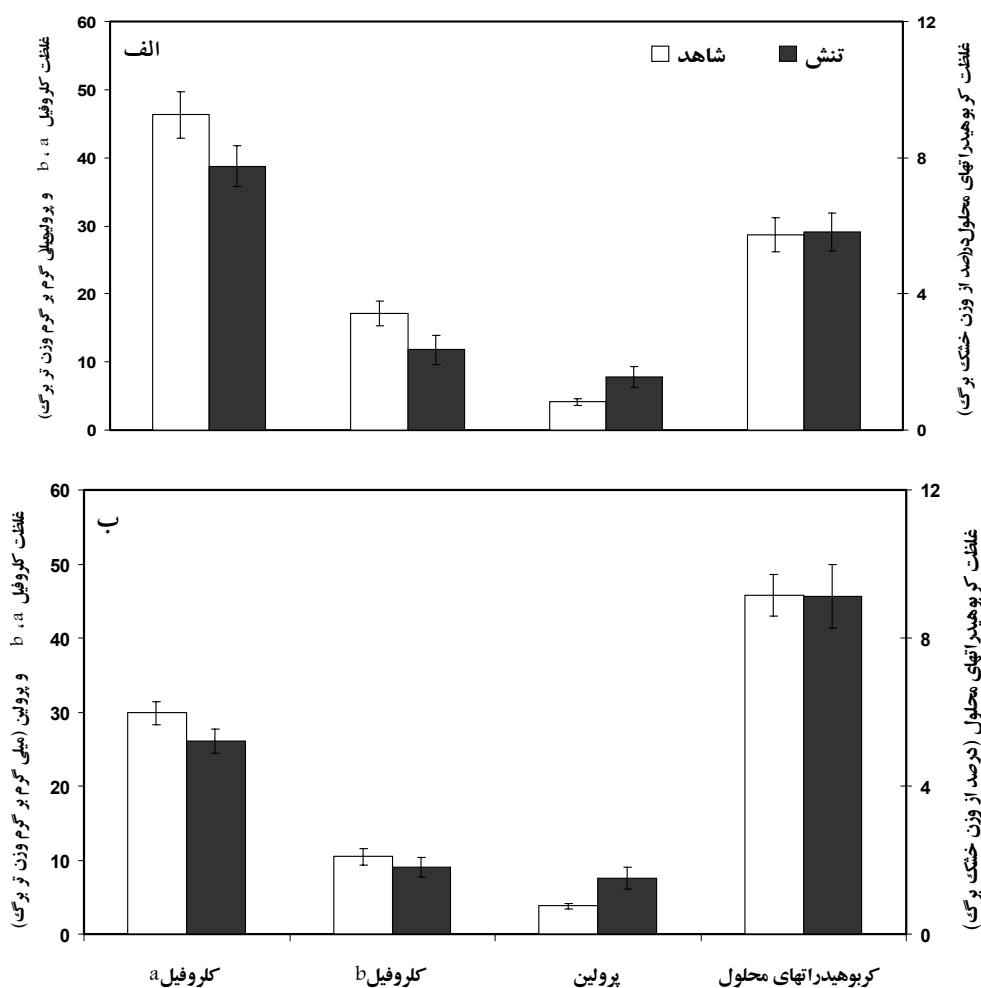 الف
شاهد
تنش
60
50
40
30
20
10
0
12
8
4
0
غلظت کلروفیل b ، a و پرولین(میلی گرم بر گرم وزن تر برگ)
غلظت کربوهیدراتهای محلول(درصد از وزن خشک برگ)
ب
60
50
40
30
20
10
0
12
8
4
0
غلظت کلروفیل b ، a و پرولین (میلی گرم بر گرم وزن تر برگ)
غلظت کربوهیدراتهای محلول (درصد از وزن خشک برگ)
کلروفیل a
کلروفیل b
پرولین
کربوهیدراتهای محلول